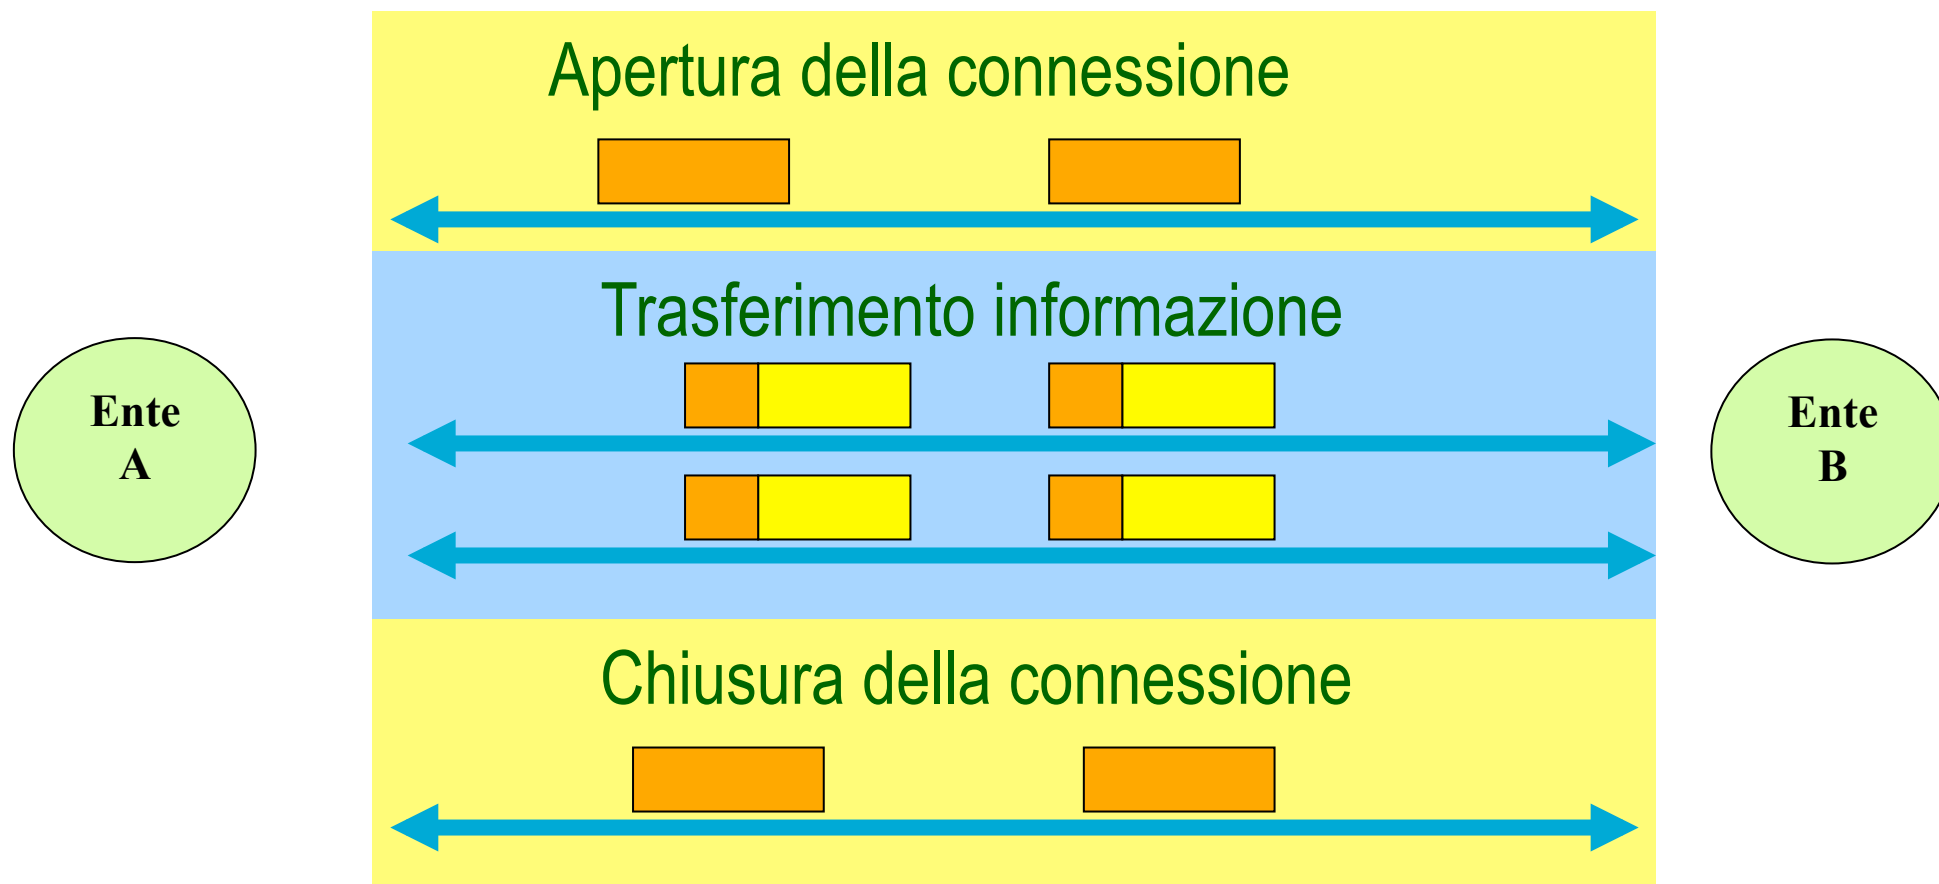 Apertura della connessione
Trasferimento informazione
Ente
A
Ente
B
Chiusura della connessione